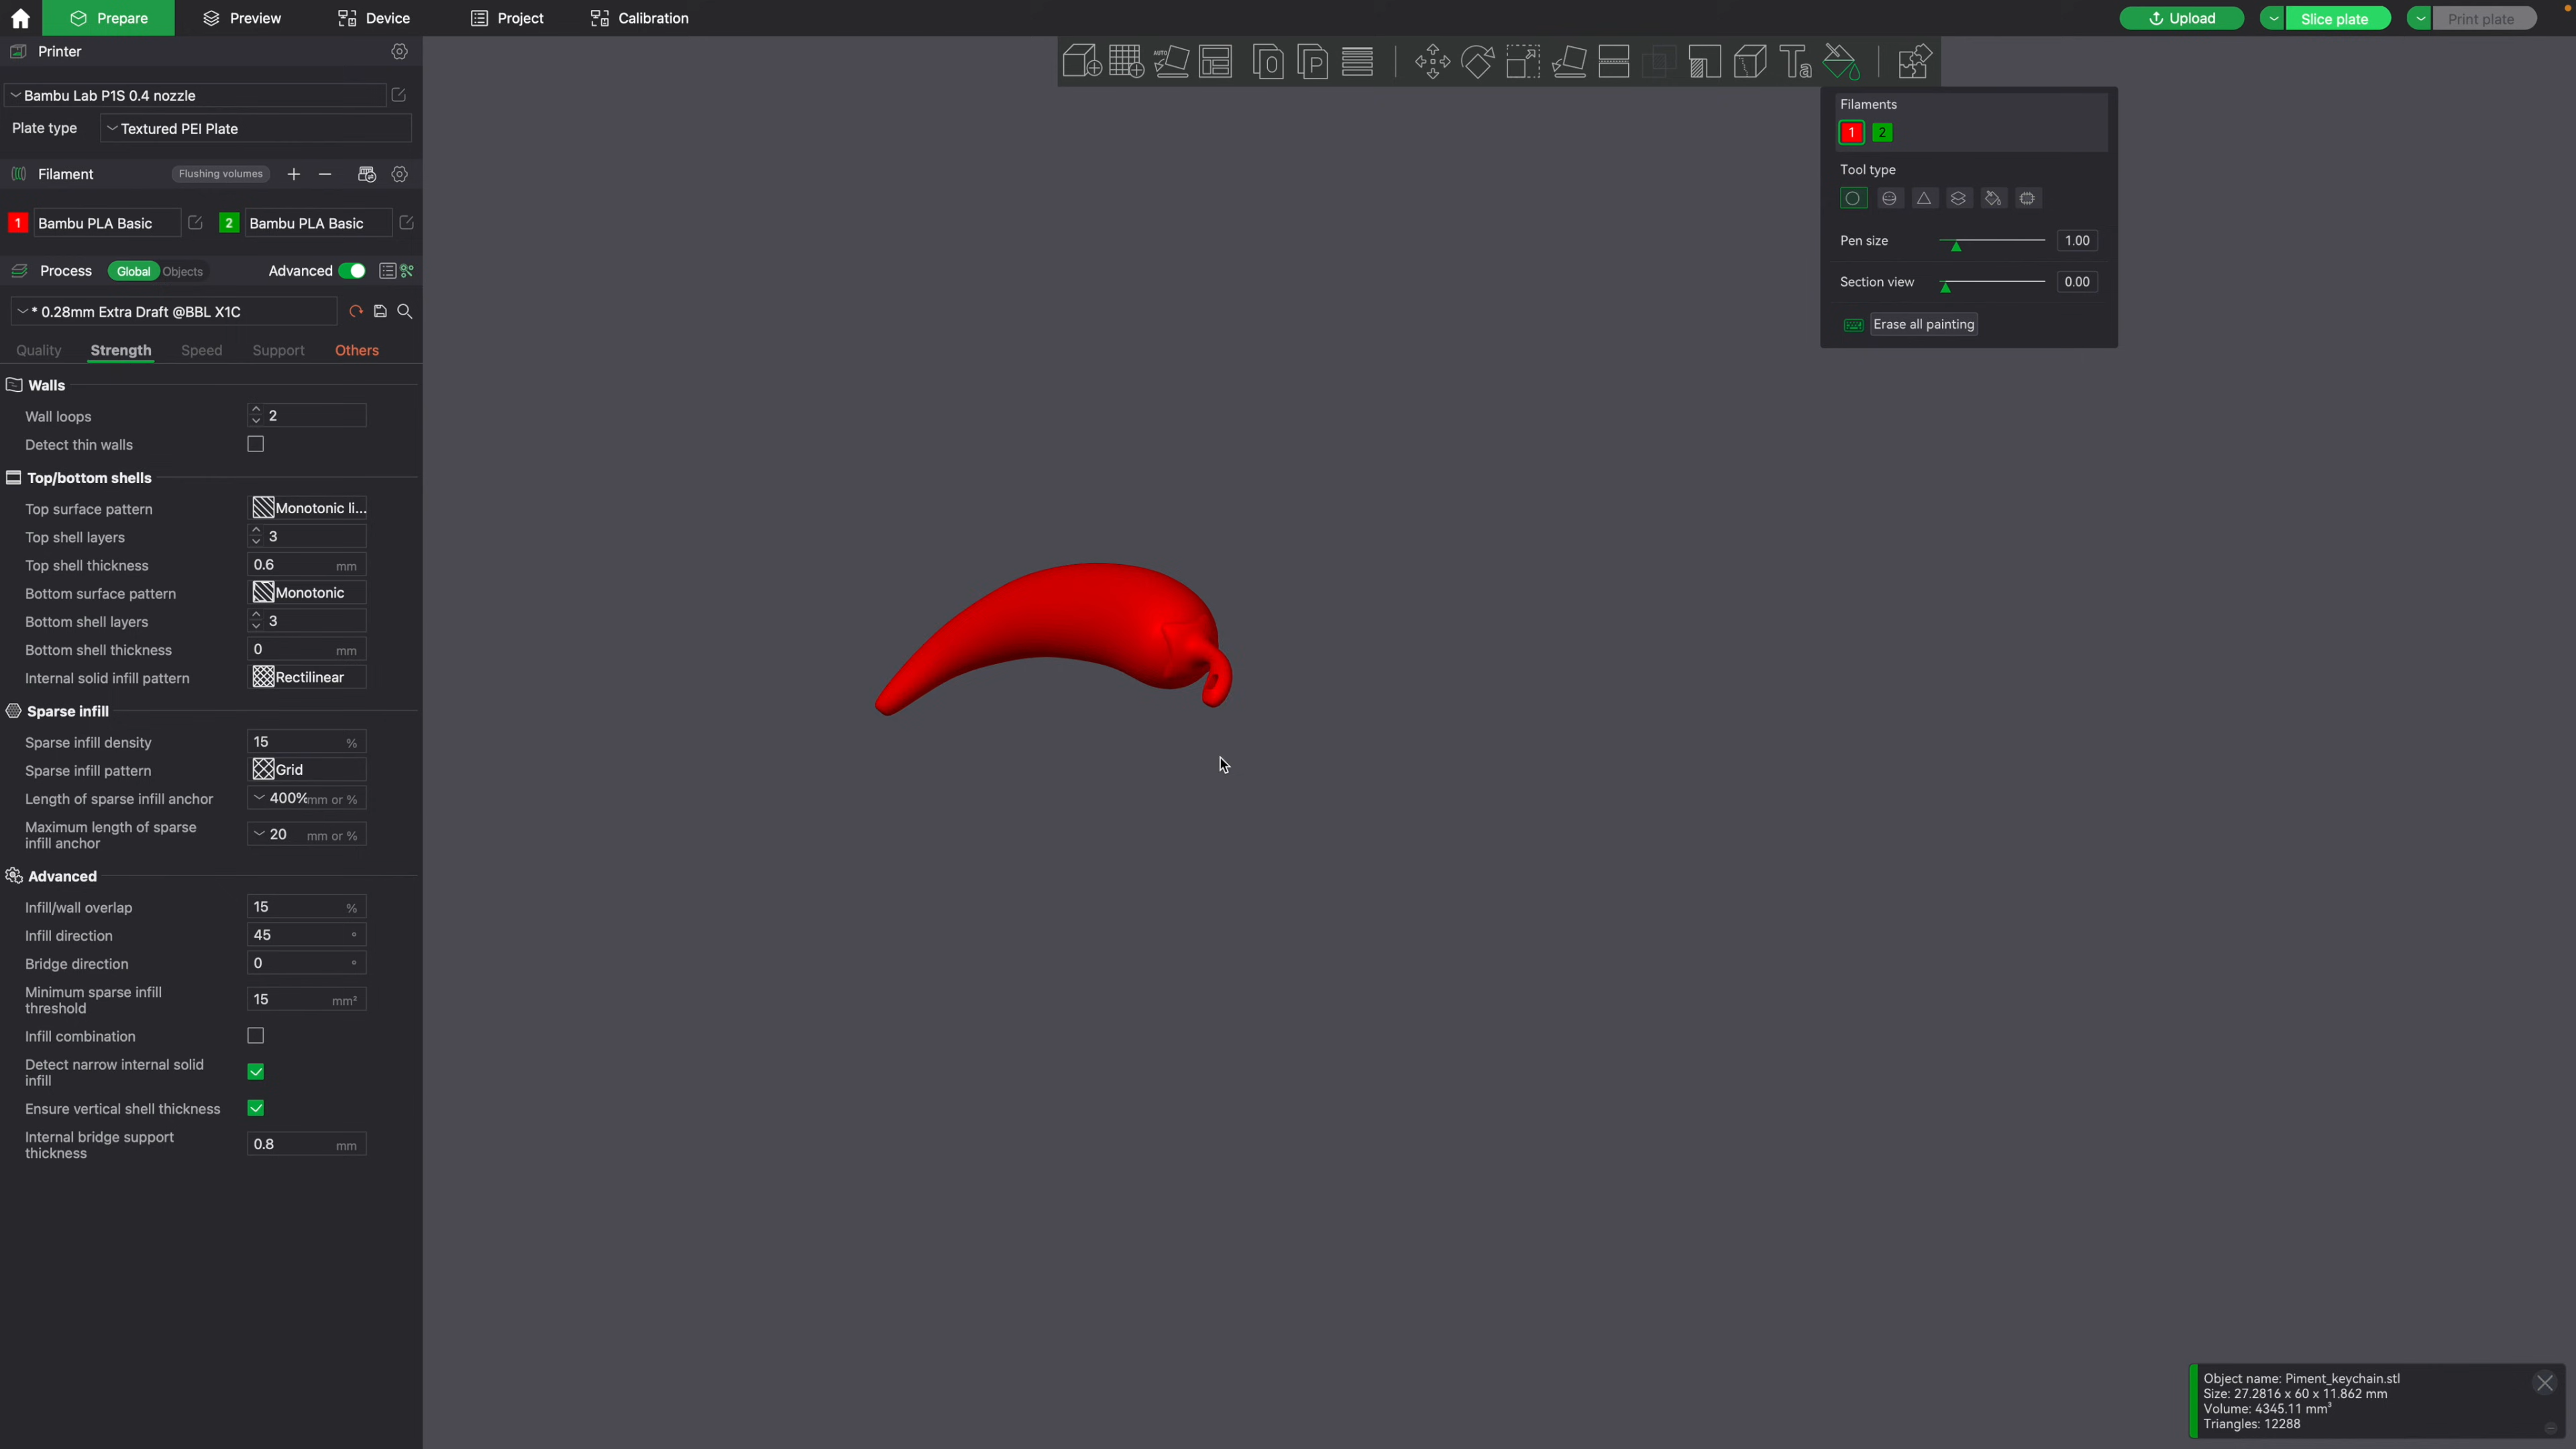 Prepare Preview Device Project Calibration Upload Slice plate Print plate
Printer
Bambu Lab P1S 0.4 nozzle
Plate type Textured PEI Plate
Filament Flushing volumes
1 Bambu PLA Basic 2 Bambu PLA Basic
Process Global Objects Advanced
* 0.28mm Extra Draft @BBL X1C
Quality Strength Speed Support Others
Walls
Wall loops 2
Detect thin walls
Top/bottom shells
Top surface pattern Monotonic li...
Top shell layers 3
Top shell thickness 0.6 mm
Bottom surface pattern Monotonic
Bottom shell layers 3
Bottom shell thickness 0 mm
Internal solid infill pattern Rectilinear
Sparse infill
Sparse infill density 15 %
Sparse infill pattern Grid
Length of sparse infill anchor 400% mm or %
Maximum length of sparse
infill anchor 20 mm or %
Advanced
Infill/wall overlap 15 %
Infill direction 45 °
Bridge direction 0 °
Minimum sparse infill
threshold 15 mm²
Infill combination
Detect narrow internal solid
infill
Ensure vertical shell thickness
Internal bridge support
thickness 0.8 mm
AUTO O P Ta
Filaments
1 2
Tool type
Pen size 1.00
Section view 0.00
Erase all painting
Object name: Piment_keychain.stl
Size: 27.2816 x 60 x 11.862 mm
Volume: 4345.11 mm³
Triangles: 12288